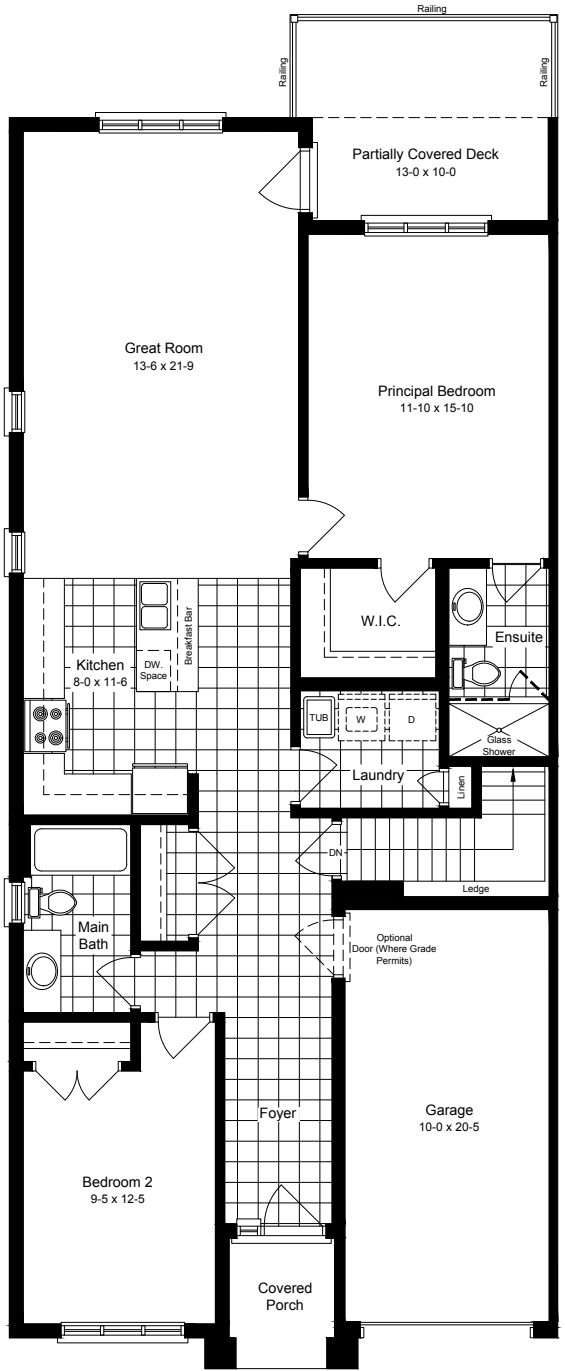 Railing
Railing
Railing
Partially Covered Deck
13-0 x 10-0
Great Room
13-6 x 21-9
Principal Bedroom
11-10 x 15-10
W.I.C.
Ensuite
Kitchen
8-0 x 11-6
DW.
Space
Breakfast Bar
TUB
W
D
Glass
Shower
Laundry
Linen
DN
Ledge
Main
Bath
Optional
Door (Where Grade
Permits)
Foyer
Garage
10-0 x 20-5
Bedroom 2
9-5 x 12-5
Covered
Porch